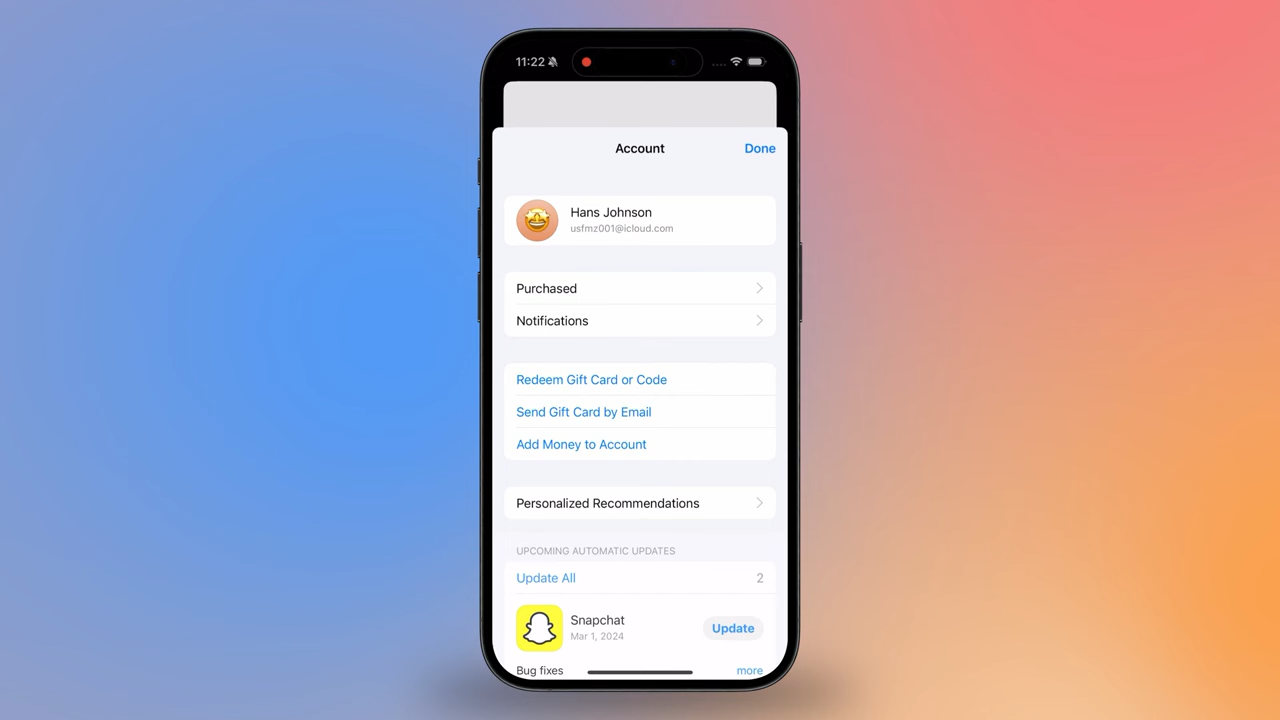 11:22
Account
Done
Hans Johnson
usfmz001@icloud.com
Purchased
Notifications
Redeem Gift Card or Code
Send Gift Card by Email
Add Money to Account
Personalized Recommendations
UPCOMING AUTOMATIC UPDATES
Update All
2
Snapchat
Mar 1, 2024
Update
Bug fixes
more